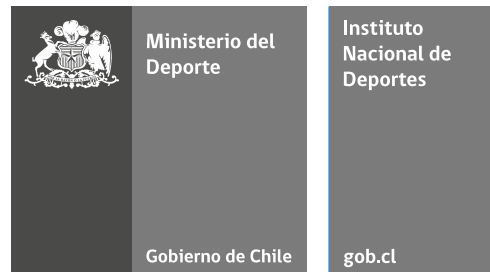 Ministerio del
Deporte
Gobierno de Chile
Instituto
Nacional de
Deportes
gob.cl